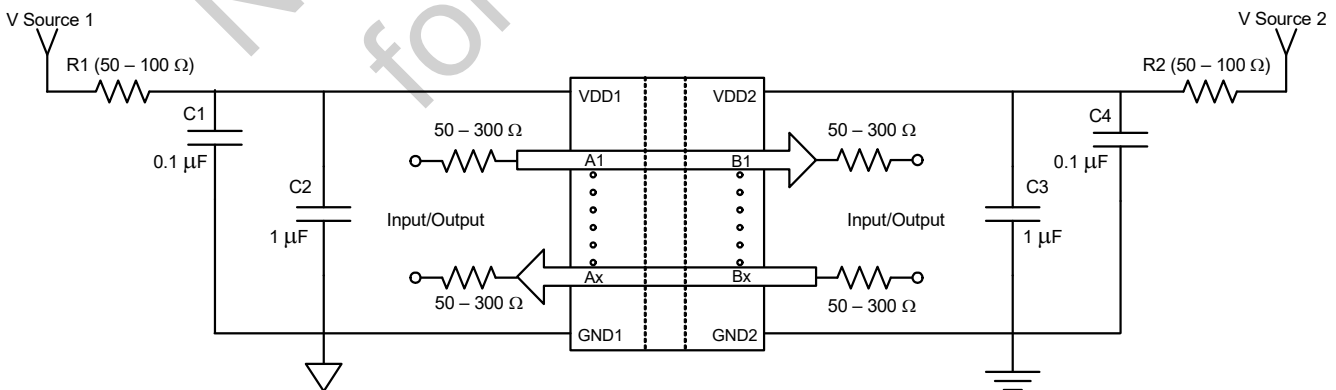 V Source 1
V Source 2
R1 (50 – 100 Ω)
R2 (50 – 100 Ω)
VDD1
VDD2
C1
0.1 μF
C4
0.1 μF
50 – 300 Ω
50 – 300 Ω
A1
B1
C2
1 μF
C3
1 μF
Input/Output
Input/Output
Ax
Bx
50 – 300 Ω
50 – 300 Ω
GND1
GND2
for